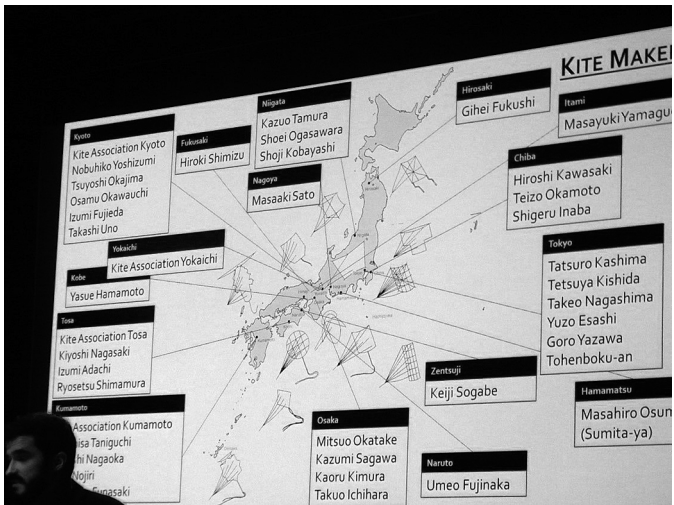 KITE MAKE
Kyoto
Kite Association Kyoto
Nobuhiko Yoshizumi
Tsuyoshi Okajima
Osamu Okawauchi
Izumi Fujieda
Takashi Uno
Fukusaki
Hiroki Shimizu
Niigata
Kazuo Tamura
Shoei Ogasawara
Shoji Kobayashi
Nagoya
Masaaki Sato
Hirosaki
Gihei Fukushi
Itami
Masayuki Yamagu
Chiba
Hiroshi Kawasaki
Teizo Okamoto
Shigeru Inaba
Yokaichi
Kite Association Yokaichi
Kobe
Yasue Hamamoto
Tokyo
Tatsuro Kashima
Tetsuya Kishida
Takeo Nagashima
Yuzo Esashi
Goro Yazawa
Tohenboku-an
Tosa
Kite Association Tosa
Kiyoshi Nagasaki
Izumi Adachi
Ryosetsu Shimamura
Zentsuji
Keiji Sogabe
Hamamatsu
Masahiro Osum
(Sumita-ya)
Kumamoto
Association Kumamoto
Taniguchi
Nagaoka
Nojiri
Osaka
Mitsuo Okatake
Kazumi Sagawa
Kaoru Kimura
Takuo Ichihara
Naruto
Umeo Fujinaka